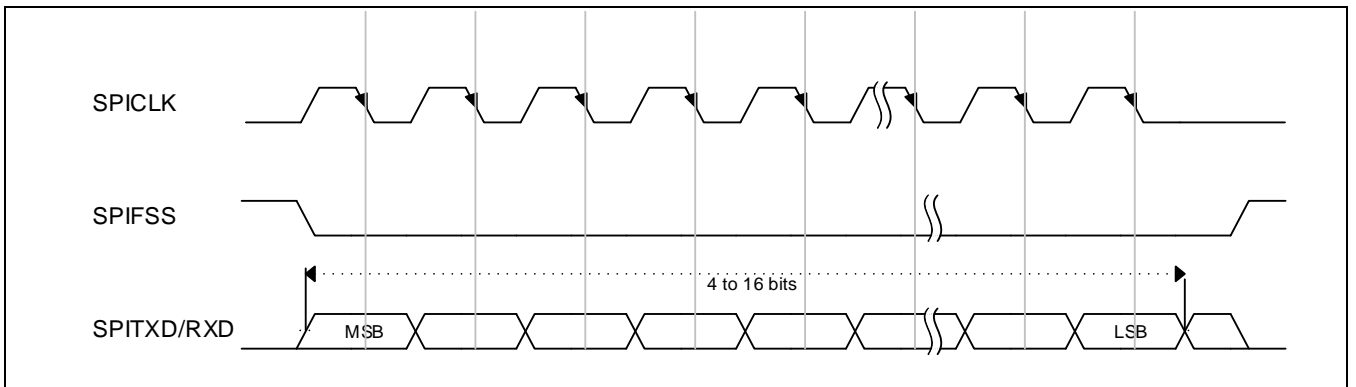 SPICLK
SPIFSS
4 to 16 bits
SPITXD/RXD
MSB
LSB